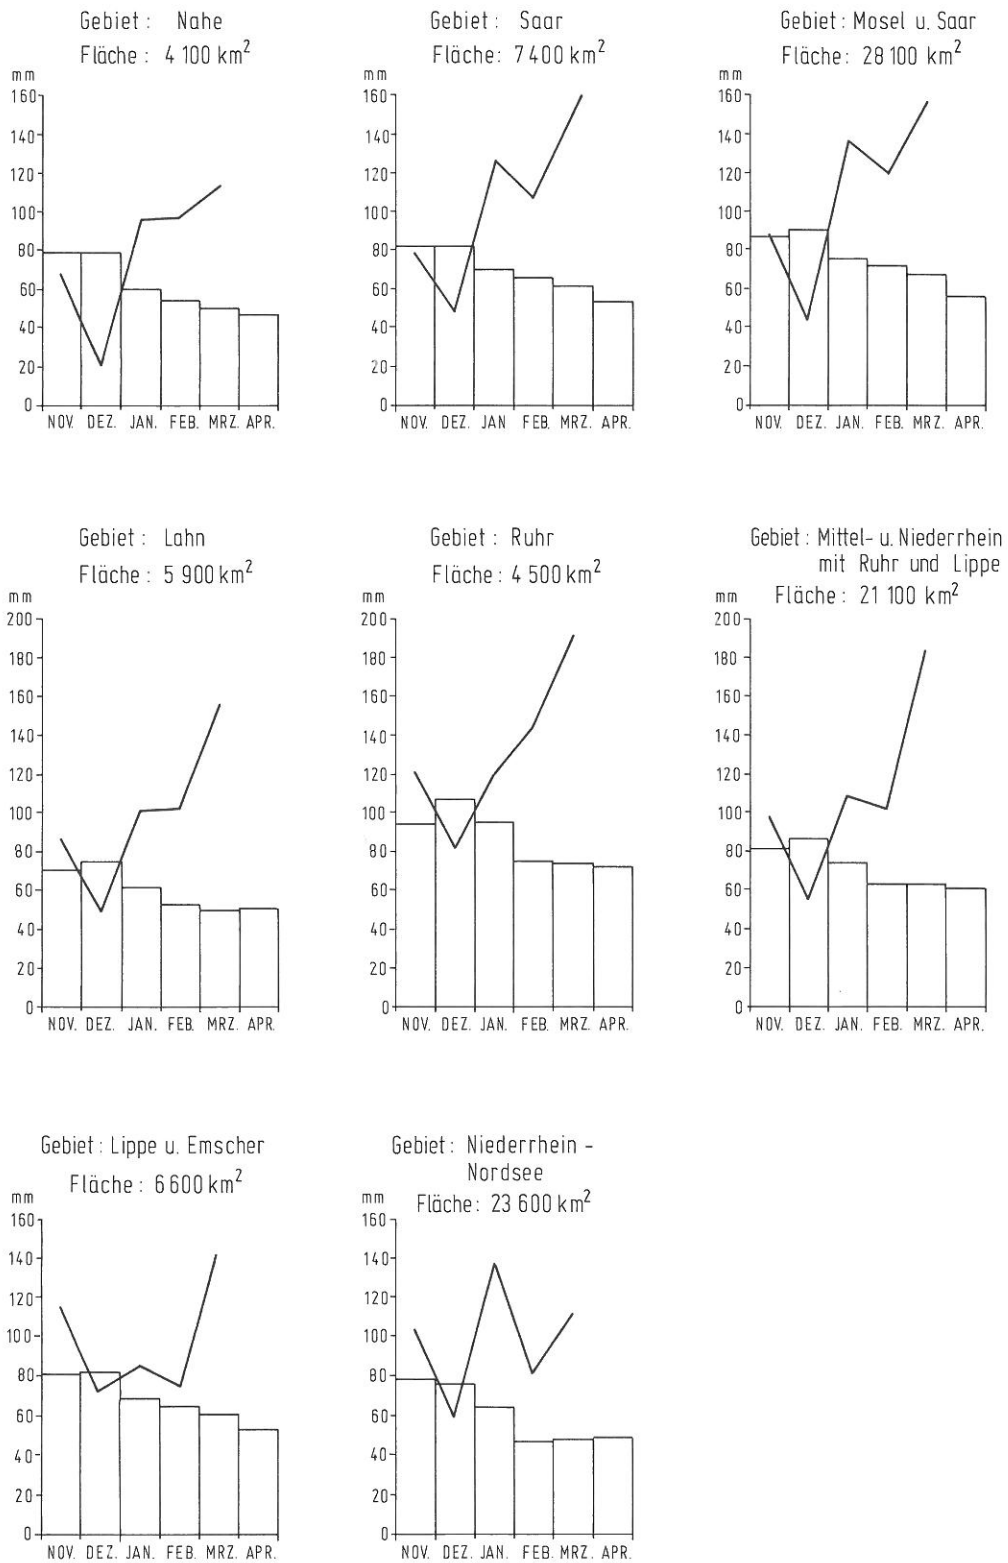 Gebiet : Nahe
Fläche : 4 100 km²
mm
160
140
120
100
80
60
40
20
0
NOV. DEZ. JAN. FEB. MRZ. APR.
Gebiet : Saar
Fläche : 7400 km²
mm
160
140
120
100
80
60
40
20
0
NOV. DEZ. JAN FEB. MRZ. APR.
Gebiet : Mosel u. Saar
Fläche : 28 100 km²
mm
160
140
120
100
80
60
40
20
0
NOV. DEZ. JAN. FEB. MRZ. APR.
Gebiet : Lahn
Fläche : 5 900 km²
mm
200
180
160
140
120
100
80
60
40
20
0
NOV. DEZ. JAN. FEB. MRZ. APR.
Gebiet : Ruhr
Fläche : 4 500 km²
mm
200
180
160
140
120
100
80
60
40
20
0
NOV. DEZ. JAN. FEB. MRZ. APR.
Gebiet : Mittel- u. Niederrhein
mit Ruhr und Lippe
Fläche : 21 100 km²
mm
200
180
160
140
120
100
80
60
40
20
0
NOV. DEZ. JAN. FEB. MRZ. APR.
Gebiet : Lippe u. Emscher
Fläche : 6 600 km²
mm
160
140
120
100
80
60
40
20
0
NOV. DEZ. JAN. FEB. MRZ. APR.
Gebiet : Niederrhein -
Nordsee
Fläche : 23 600 km²
mm
160
140
120
100
80
60
40
20
0
NOV. DEZ. JAN. FEB. MRZ. APR.